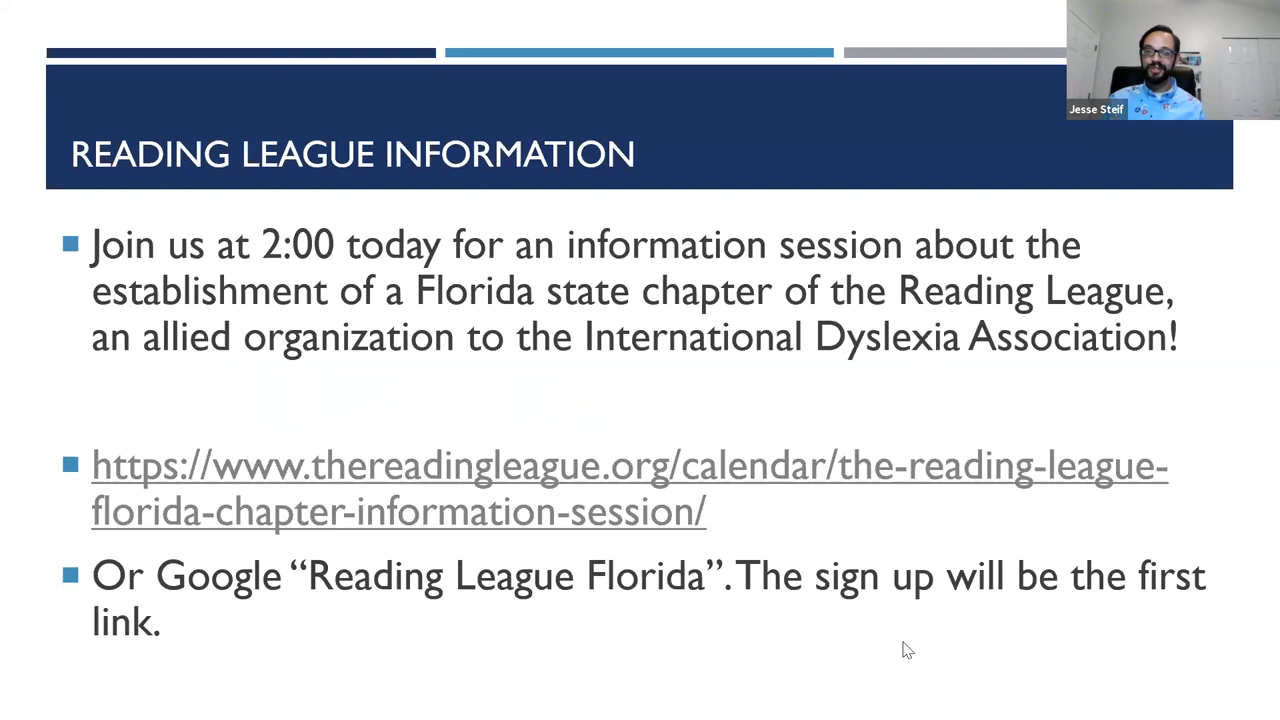 Jesse Steif
READING LEAGUE INFORMATION
Join us at 2:00 today for an information session about the
establishment of a Florida state chapter of the Reading League,
an allied organization to the International Dyslexia Association!
https://www.thereadingleague.org/calendar/the-reading-league-
florida-chapter-information-session/
Or Google “Reading League Florida”. The sign up will be the first
link.